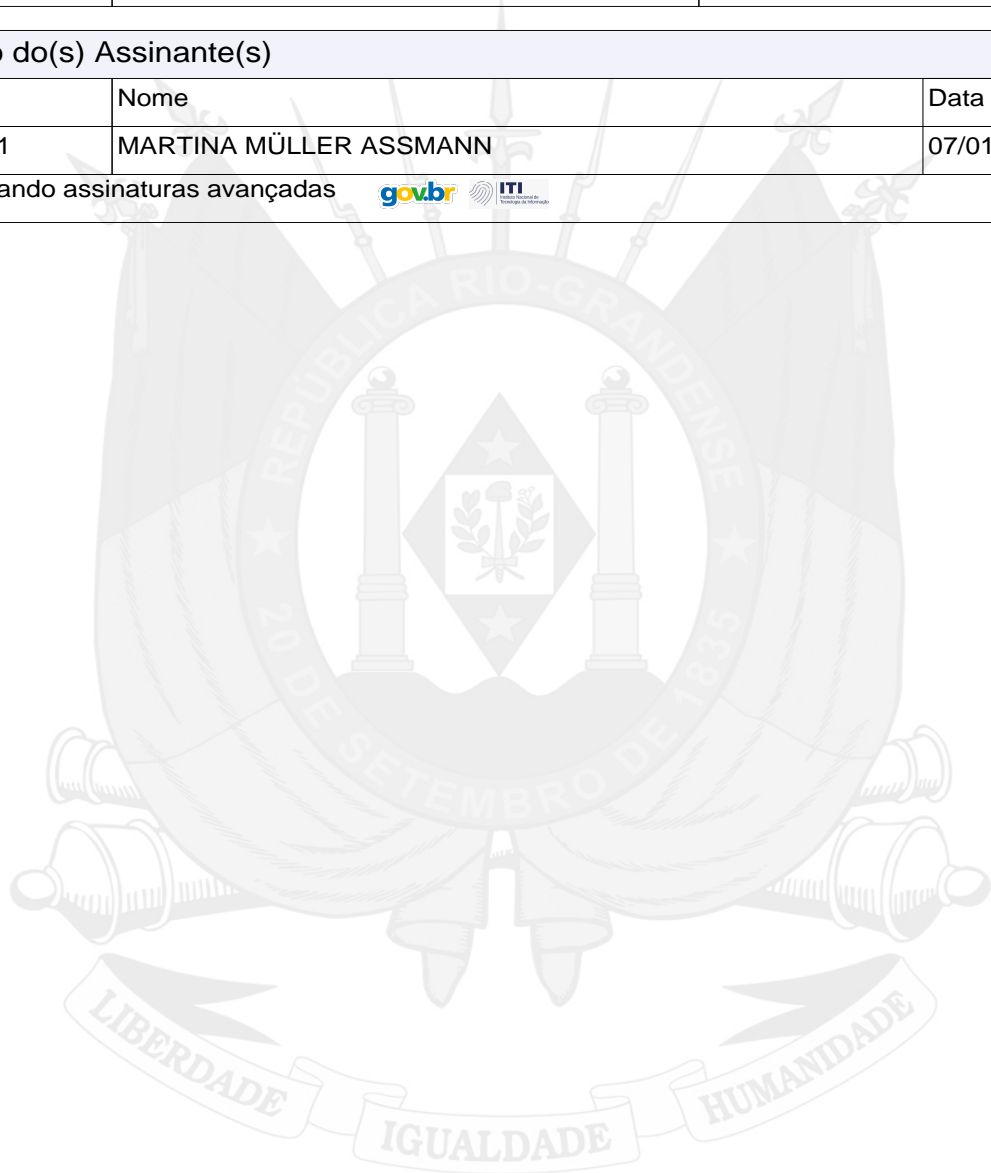 o do(s) Assinante(s)
Nome
Data
1
MARTINA MÜLLER ASSMANN
07/01
ando assinaturas avançadas
gov.br
ITI
REPÚBLICA RIO-GRANDENSE
20 DE SETEMBRO DE 1835
LIBERDADE
IGUALDADE
HUMANIDADE